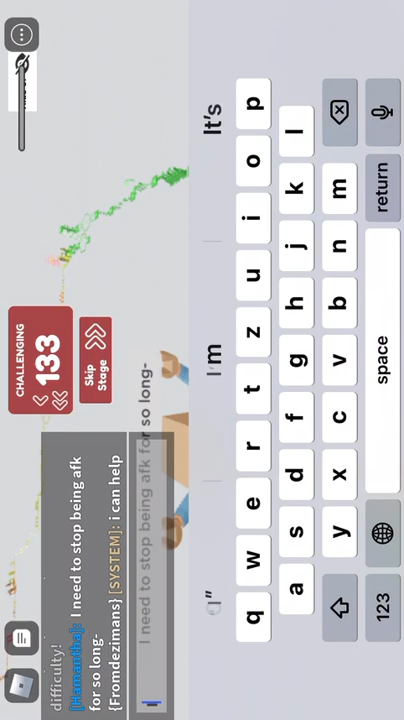 CHALLENGING
133
Skip
Stage
difficulty!
[Hamantha]: I need to stop being afk
for so long-
{Fromdezimans} [SYSTEM]: i can help
I need to stop being afk for so long-
I'm
It's
q w e r t z u i o p
a s d f g h j k l
y x c v b n m
123
space
return